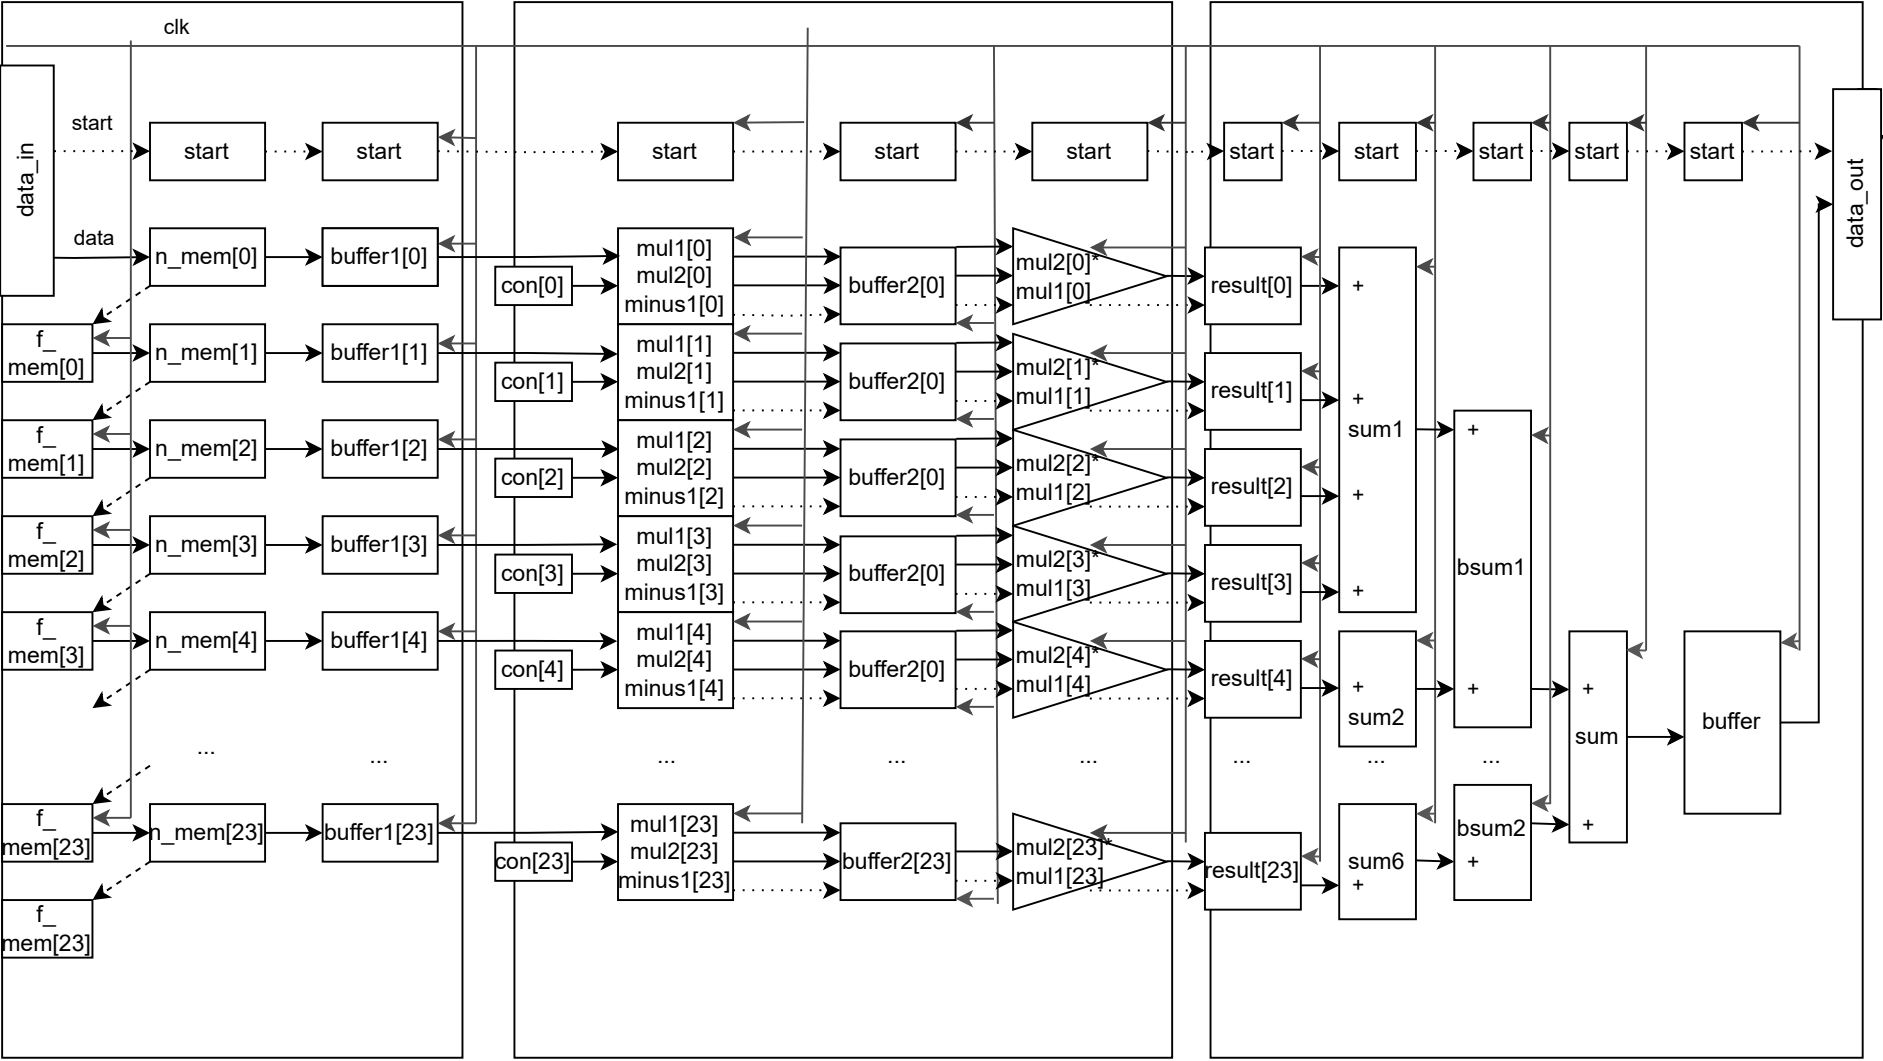 clk
start
data_in
start
start
start
start
start
start
start
start
start
start
data_out
data
n_mem[0]
buffer1[0]
con[0]
mul1[0]
mul2[0]
minus1[0]
buffer2[0]
mul2[0]*
mul1[0]
result[0]
+
f_
mem[0]
n_mem[1]
buffer1[1]
con[1]
mul1[1]
mul2[1]
minus1[1]
buffer2[0]
mul2[1]*
mul1[1]
result[1]
+
sum1
+
f_
mem[1]
n_mem[2]
buffer1[2]
con[2]
mul1[2]
mul2[2]
minus1[2]
buffer2[0]
mul2[2]*
mul1[2]
result[2]
+
f_
mem[2]
n_mem[3]
buffer1[3]
con[3]
mul1[3]
mul2[3]
minus1[3]
buffer2[0]
mul2[3]*
mul1[3]
result[3]
+
bsum1
f_
mem[3]
n_mem[4]
buffer1[4]
con[4]
mul1[4]
mul2[4]
minus1[4]
buffer2[0]
mul2[4]*
mul1[4]
result[4]
+
sum2
+
+
sum
buffer
...
...
...
...
...
...
...
...
f_
mem[23]
n_mem[23]
buffer1[23]
con[23]
mul1[23]
mul2[23]
minus1[23]
buffer2[23]
mul2[23]*
mul1[23]
result[23]
sum6
+
bsum2
+
+
f_
mem[23]